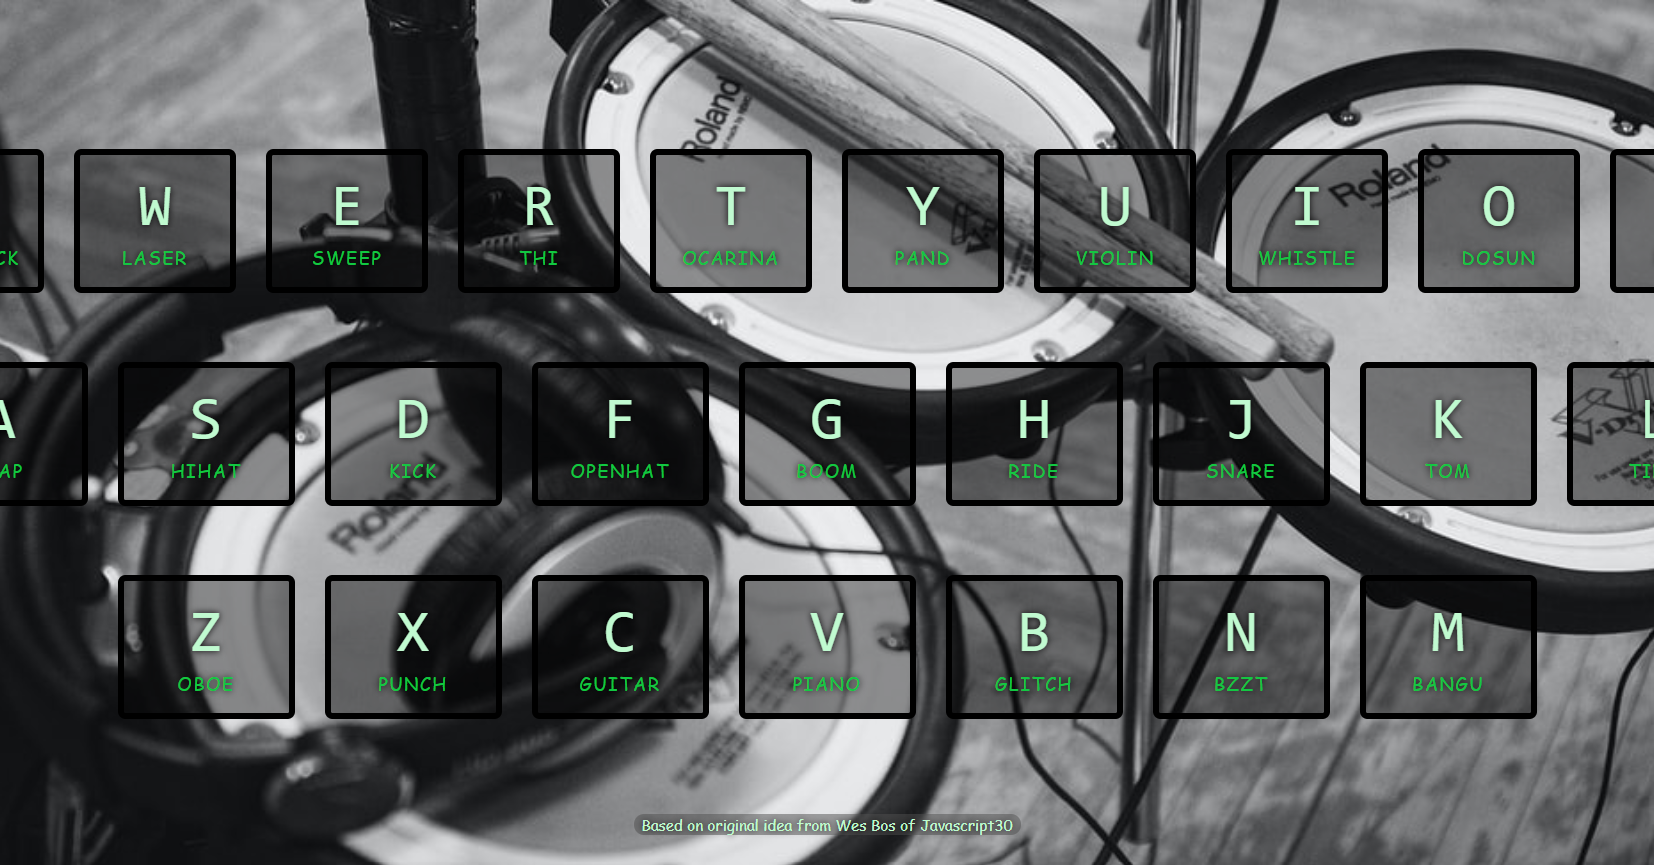 Roland
Roland
W E R T Y U I O
CK LASER SWEEP THI OCARINA PAND VIOLIN WHISTLE DOSUN
A S D F G H J K L
AP HIHAT KICK OPENHAT BOOM RIDE SNARE TOM TI
Roland
Z X C V B N M
OBOE PUNCH GUITAR PIANO GLITCH BZZT BANGU
Based on original idea from Wes Bos of Javascript30